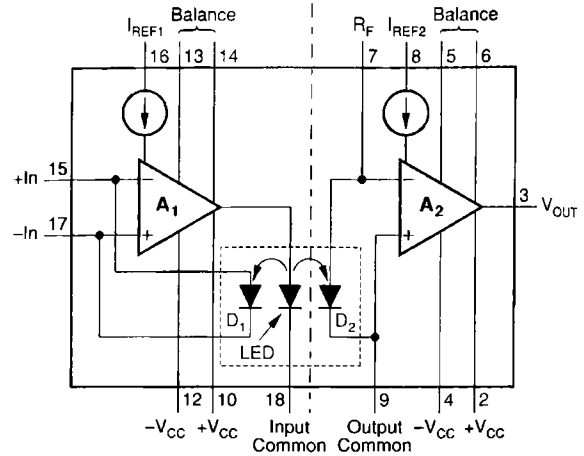 I_REF1 Balance R_F I_REF2 Balance
16 13 14 7 8 5 6
+In 15 − A₁
−In 17 +
− A₂ 3 V_OUT
+
D₁ D₂
LED
12 10 18 9 4 2
−V_CC +V_CC Input Output −V_CC +V_CC
Common Common